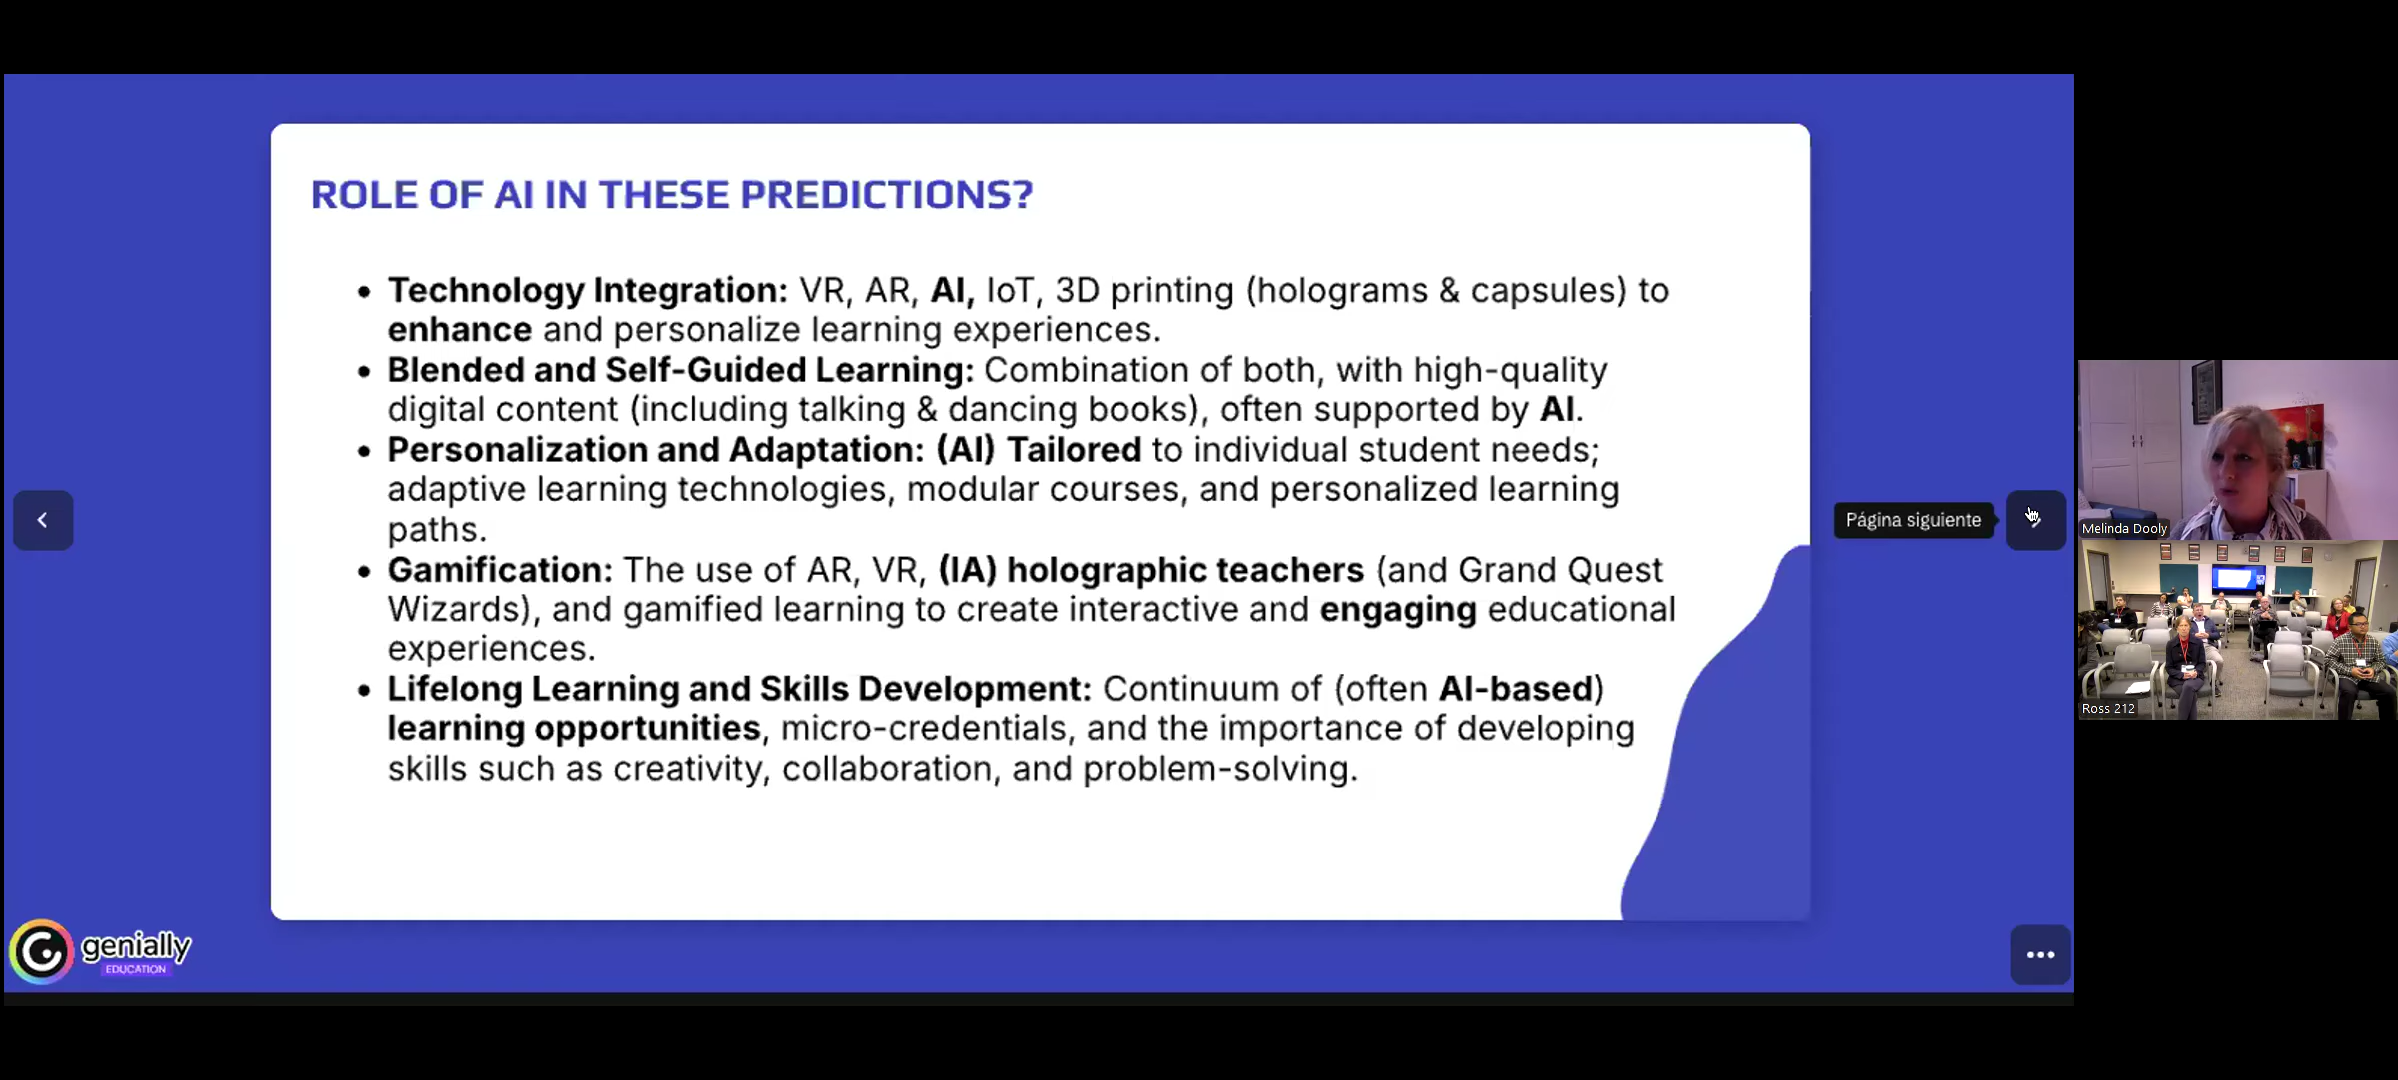 ROLE OF AI IN THESE PREDICTIONS?
Technology Integration: VR, AR, AI, IoT, 3D printing (holograms & capsules) to
enhance and personalize learning experiences.
Blended and Self-Guided Learning: Combination of both, with high-quality
digital content (including talking & dancing books), often supported by AI.
Personalization and Adaptation: (AI) Tailored to individual student needs;
adaptive learning technologies, modular courses, and personalized learning
paths.
Gamification: The use of AR, VR, (IA) holographic teachers (and Grand Quest
Wizards), and gamified learning to create interactive and engaging educational
experiences.
Lifelong Learning and Skills Development: Continuum of (often AI-based)
learning opportunities, micro-credentials, and the importance of developing
skills such as creativity, collaboration, and problem-solving.
Página siguiente
genially
EDUCATION
Melinda Dooly
Ross 212